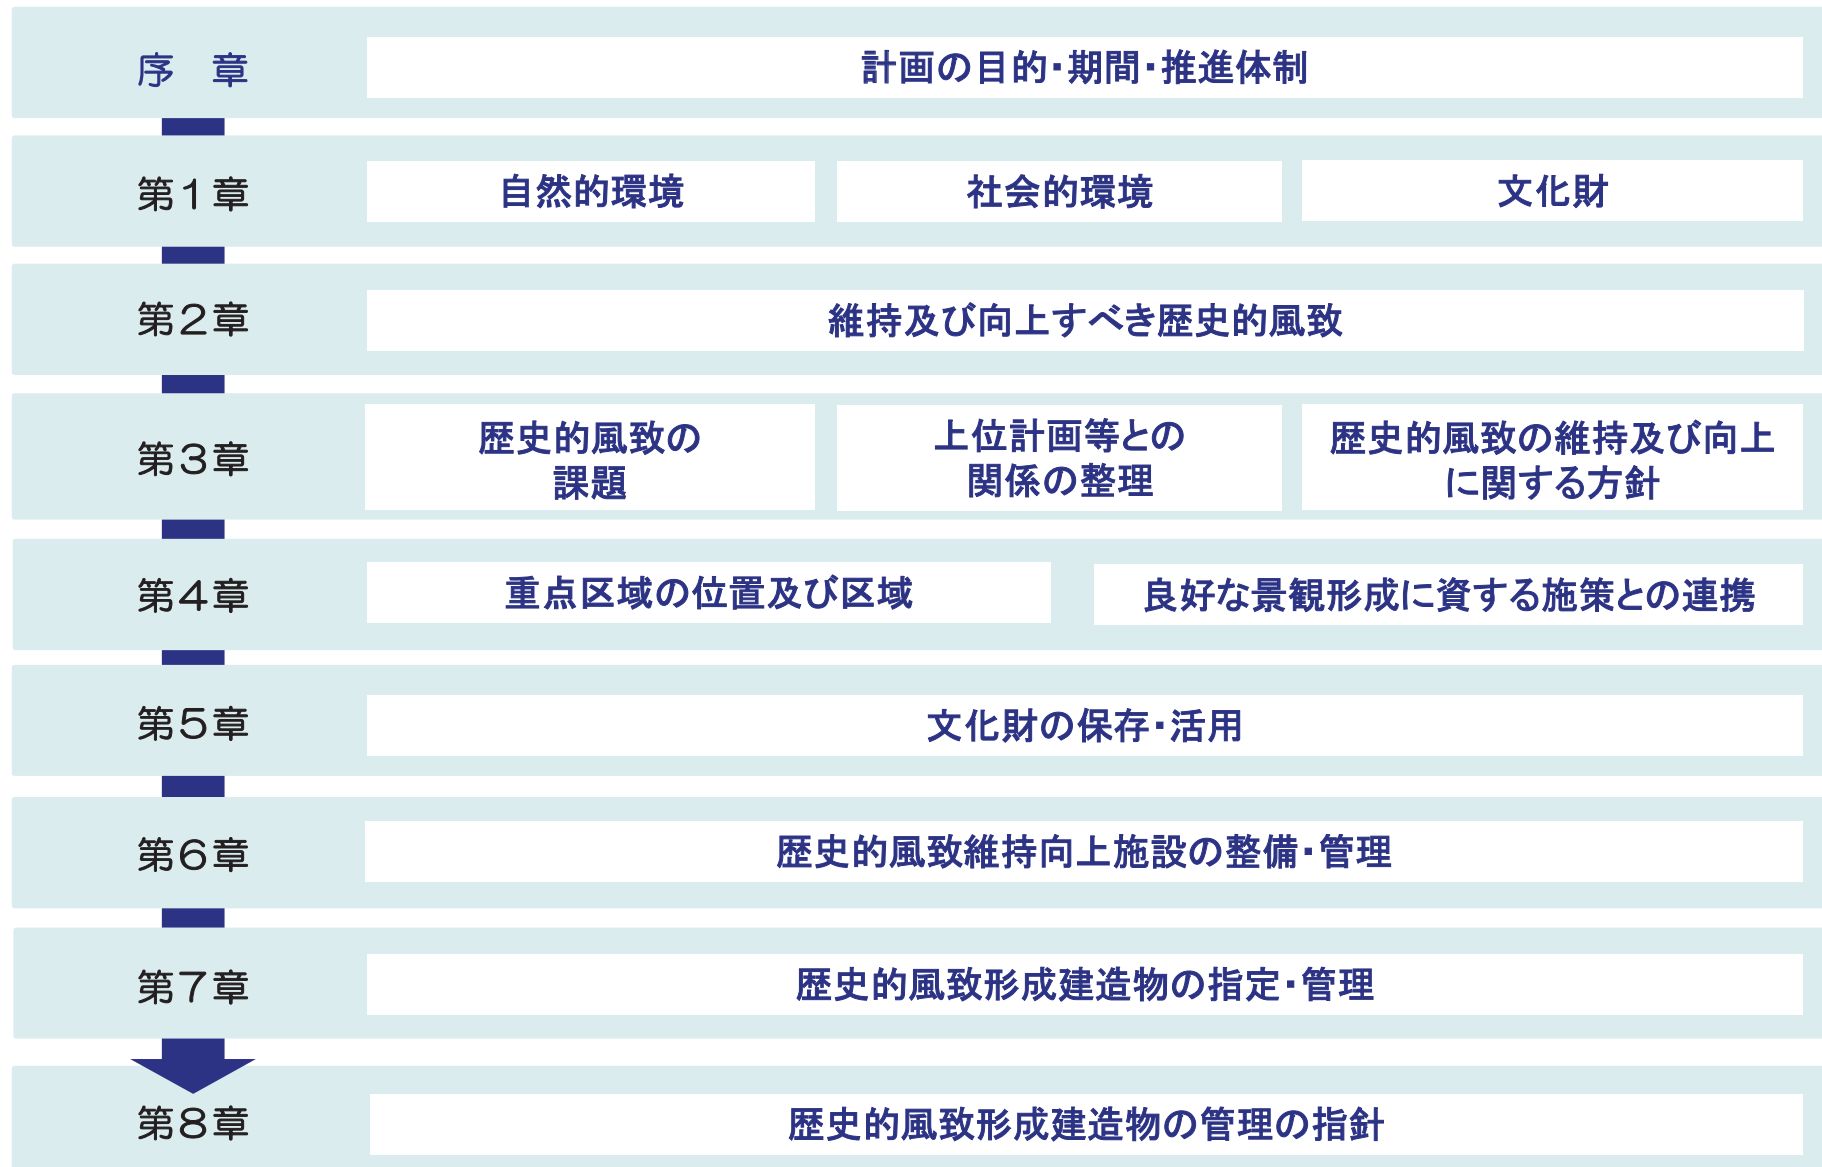 序　章
計画の目的・期間・推進体制
第１章
自然的環境
社会的環境
文化財
第２章
維持及び向上すべき歴史的風致
第３章
歴史的風致の
課題
上位計画等との
関係の整理
歴史的風致の維持及び向上
に関する方針
第４章
重点区域の位置及び区域
良好な景観形成に資する施策との連携
第５章
文化財の保存・活用
第６章
歴史的風致維持向上施設の整備・管理
第７章
歴史的風致形成建造物の指定・管理
第８章
歴史的風致形成建造物の管理の指針